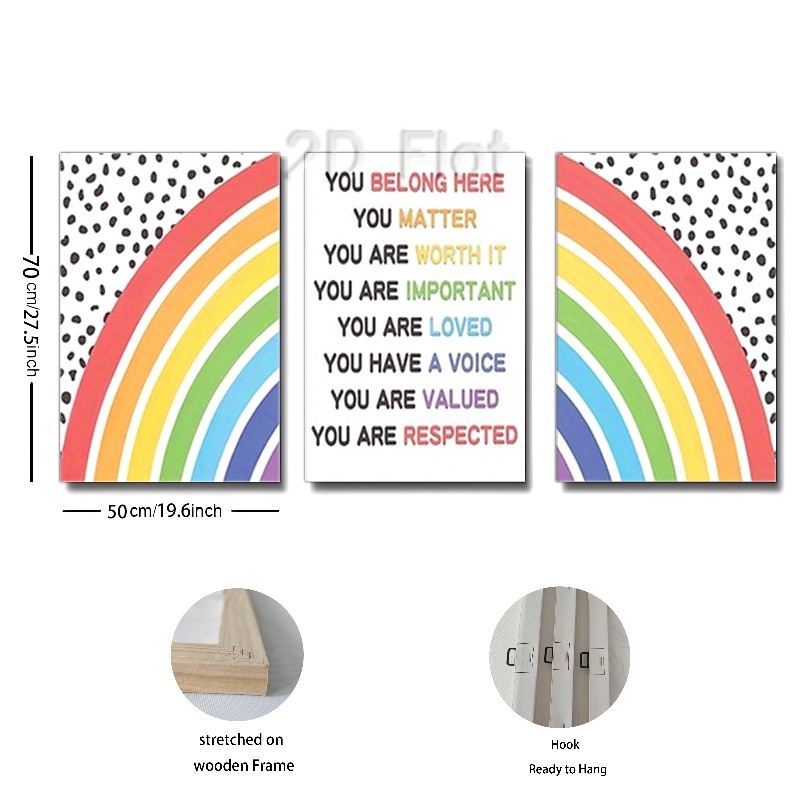 2D Flat
YOU BELONG HERE
YOU MATTER
YOU ARE WORTH IT
YOU ARE IMPORTANT
YOU ARE LOVED
YOU HAVE A VOICE
YOU ARE VALUED
YOU ARE RESPECTED
70 cm/27.5inch
50 cm/19.6inch
stretched on
wooden Frame
Hook
Ready to Hang